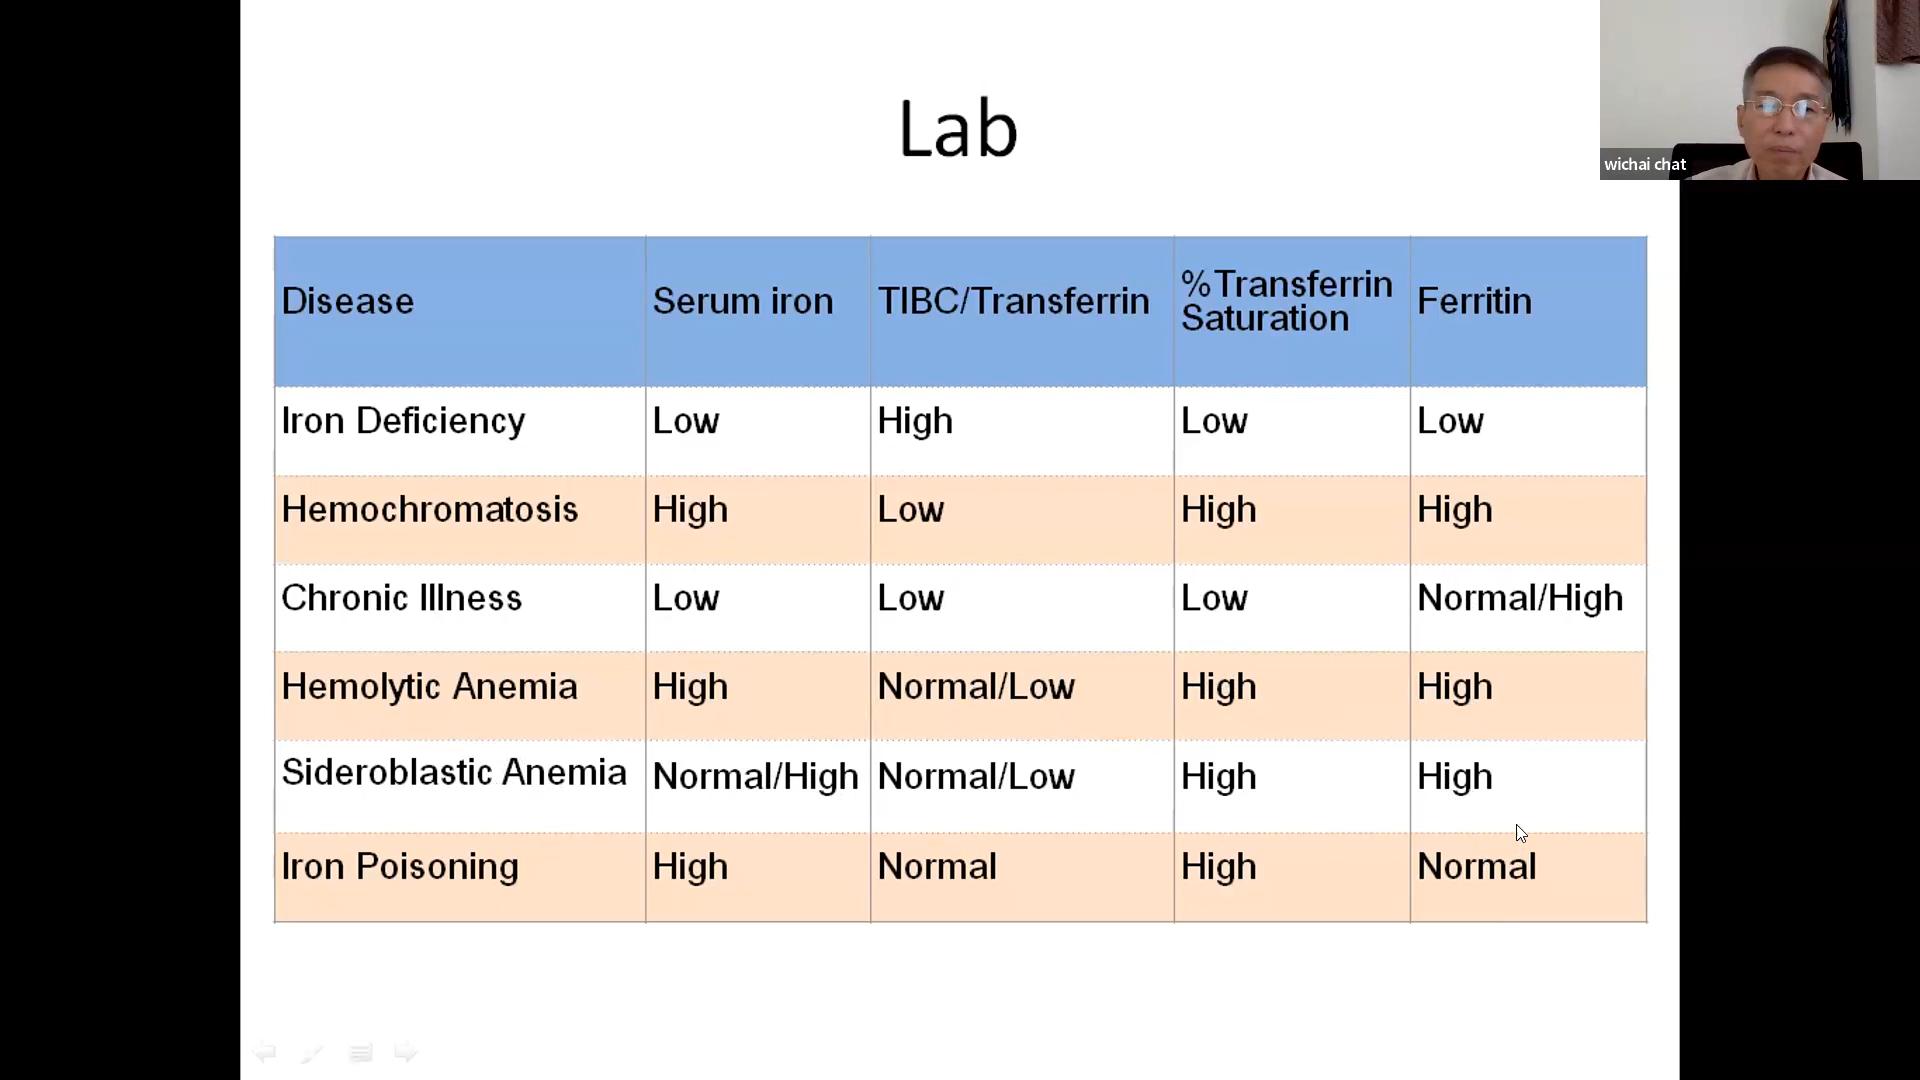 Lab
wichai chat
Disease Serum iron TIBC/Transferrin %Transferrin Saturation Ferritin
Iron Deficiency Low High Low Low
Hemochromatosis High Low High High
Chronic Illness Low Low Low Normal/High
Hemolytic Anemia High Normal/Low High High
Sideroblastic Anemia Normal/High Normal/Low High High
Iron Poisoning High Normal High Normal